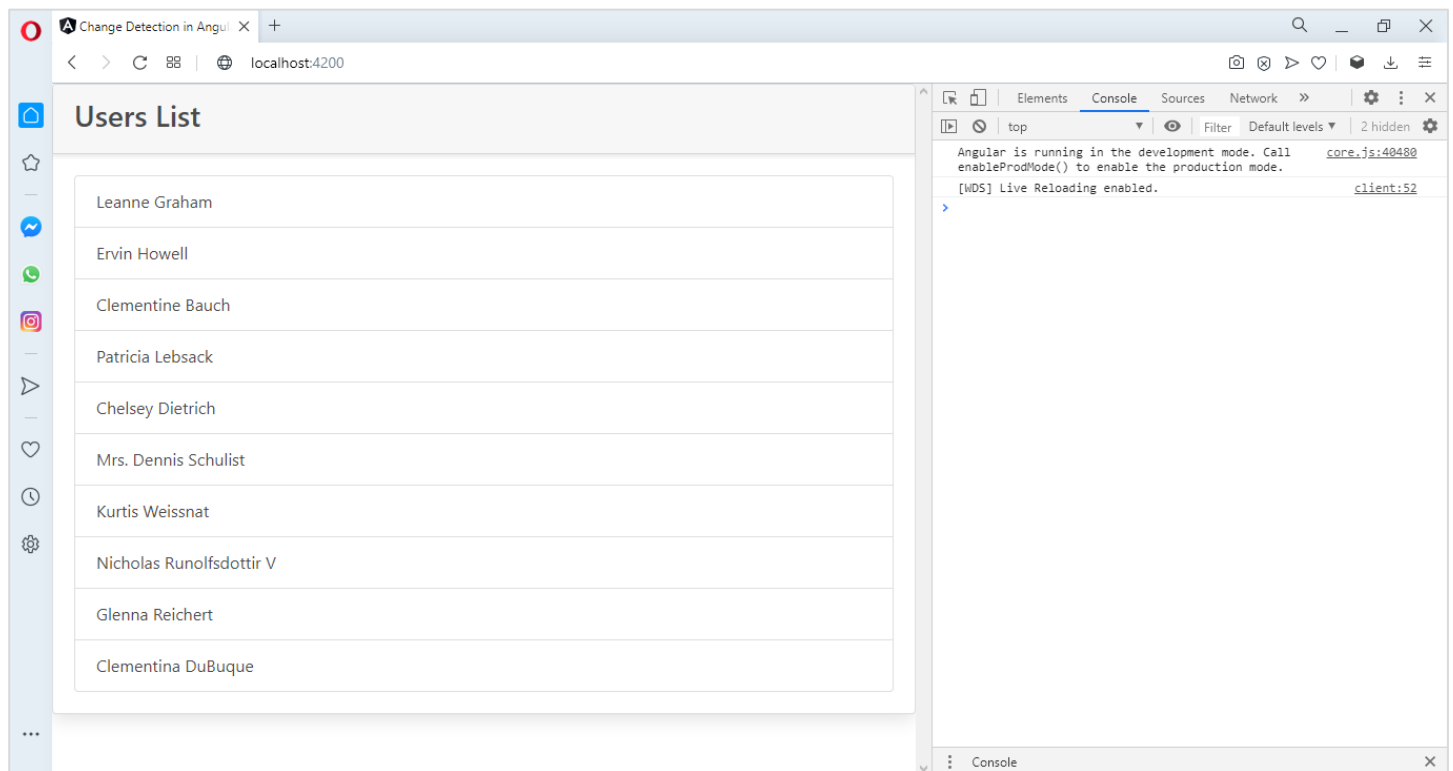 Change Detection in Angul
localhost:4200
Users List
Leanne Graham
Ervin Howell
Clementine Bauch
Patricia Lebsack
Chelsey Dietrich
Mrs. Dennis Schulist
Kurtis Weissnat
Nicholas Runolfsdottir V
Glenna Reichert
Clementina DuBuque
Elements Console Sources Network
top Filter Default levels 2 hidden
Angular is running in the development mode. Call core.js:40480
enableProdMode() to enable the production mode.
[WDS] Live Reloading enabled. client:52
Console